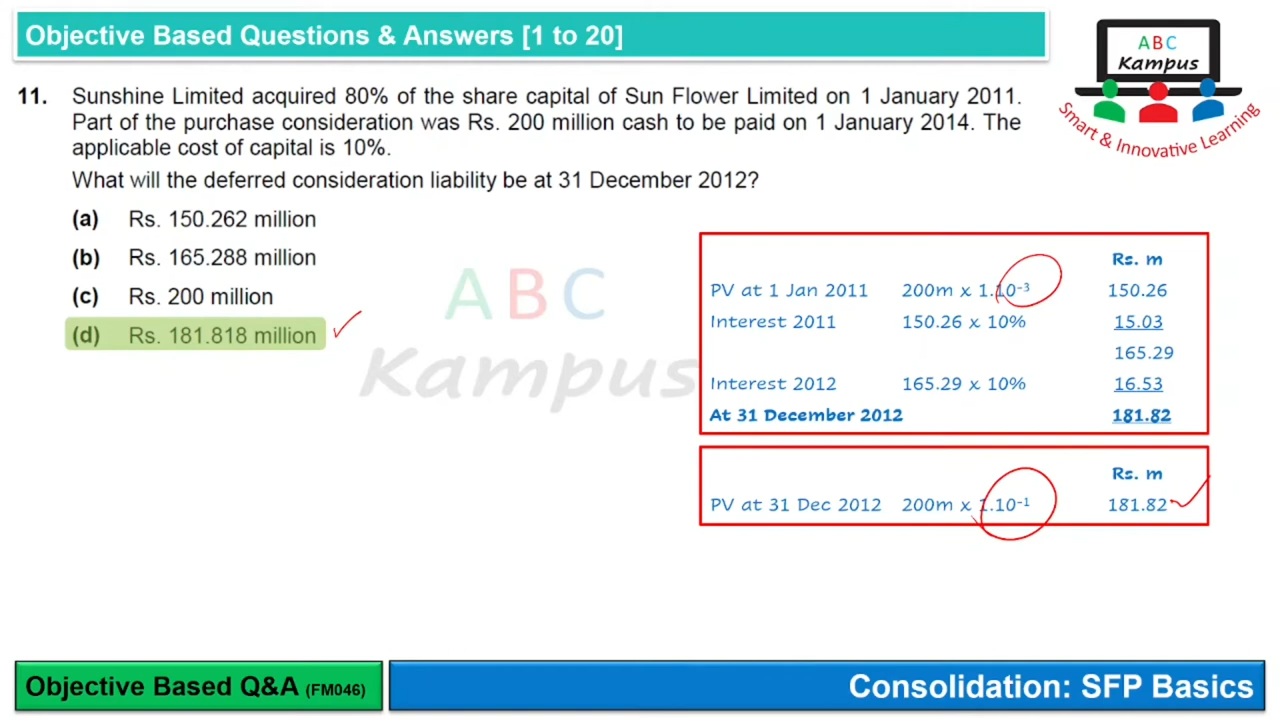 Objective Based Questions & Answers [1 to 20]
ABC
Kampus
Smart & Innovative Learning
11. Sunshine Limited acquired 80% of the share capital of Sun Flower Limited on 1 January 2011.
Part of the purchase consideration was Rs. 200 million cash to be paid on 1 January 2014. The
applicable cost of capital is 10%.
What will the deferred consideration liability be at 31 December 2012?
(a) Rs. 150.262 million
(b) Rs. 165.288 million
(c) Rs. 200 million
(d) Rs. 181.818 million
ABC
Kampus
Rs. m
PV at 1 Jan 2011 200m x 1.10⁻³ 150.26
Interest 2011 150.26 x 10% 15.03
165.29
Interest 2012 165.29 x 10% 16.53
At 31 December 2012 181.82
Rs. m
PV at 31 Dec 2012 200m x 1.10⁻¹ 181.82
Objective Based Q&A (FM046)
Consolidation: SFP Basics